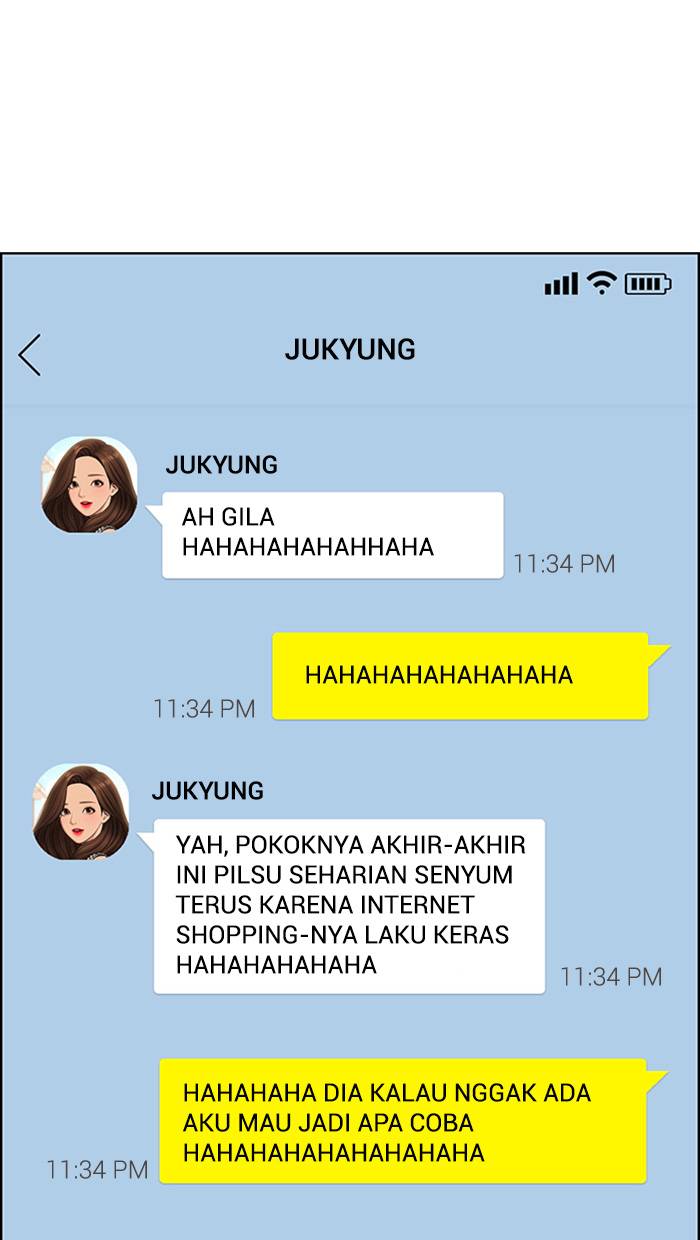 JUKYUNG
JUKYUNG
AH GILA
HAHAHAHAHAHHAHA
11:34 PM
HAHAHAHAHAHAHAHA
11:34 PM
JUKYUNG
YAH, POKOKNYA AKHIR-AKHIR
INI PILSU SEHARIAN SENYUM
TERUS KARENA INTERNET
SHOPPING-NYA LAKU KERAS
HAHAHAHAHAHA
11:34 PM
HAHAHAHA DIA KALAU NGGAK ADA
AKU MAU JADI APA COBA
HAHAHAHAHAHAHAHAHA
11:34 PM